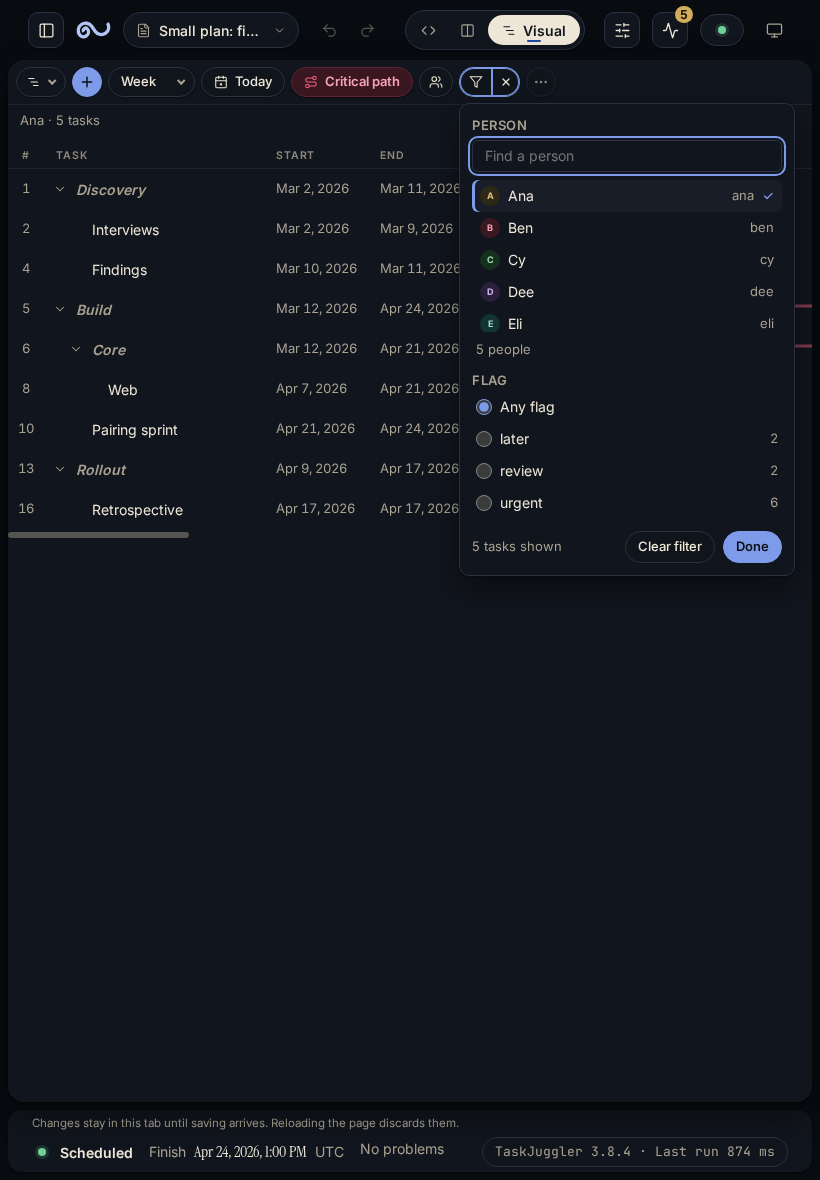 Small plan: fi...
Visual
5
Week
Today
Critical path
Ana · 5 tasks
# TASK START END
1 Discovery Mar 2, 2026 Mar 11, 2026
2 Interviews Mar 2, 2026 Mar 9, 2026
4 Findings Mar 10, 2026 Mar 11, 2026
5 Build Mar 12, 2026 Apr 24, 2026
6 Core Mar 12, 2026 Apr 21, 2026
8 Web Apr 7, 2026 Apr 21, 2026
10 Pairing sprint Apr 21, 2026 Apr 24, 2026
13 Rollout Apr 9, 2026 Apr 17, 2026
16 Retrospective Apr 17, 2026 Apr 17, 2026
PERSON
Find a person
A Ana ana
B Ben ben
C Cy cy
D Dee dee
E Eli eli
5 people
FLAG
Any flag
later 2
review 2
urgent 6
5 tasks shown Clear filter Done
Changes stay in this tab until saving arrives. Reloading the page discards them.
Scheduled Finish Apr 24, 2026, 1:00 PM UTC No problems TaskJuggler 3.8.4 · Last run 874 ms